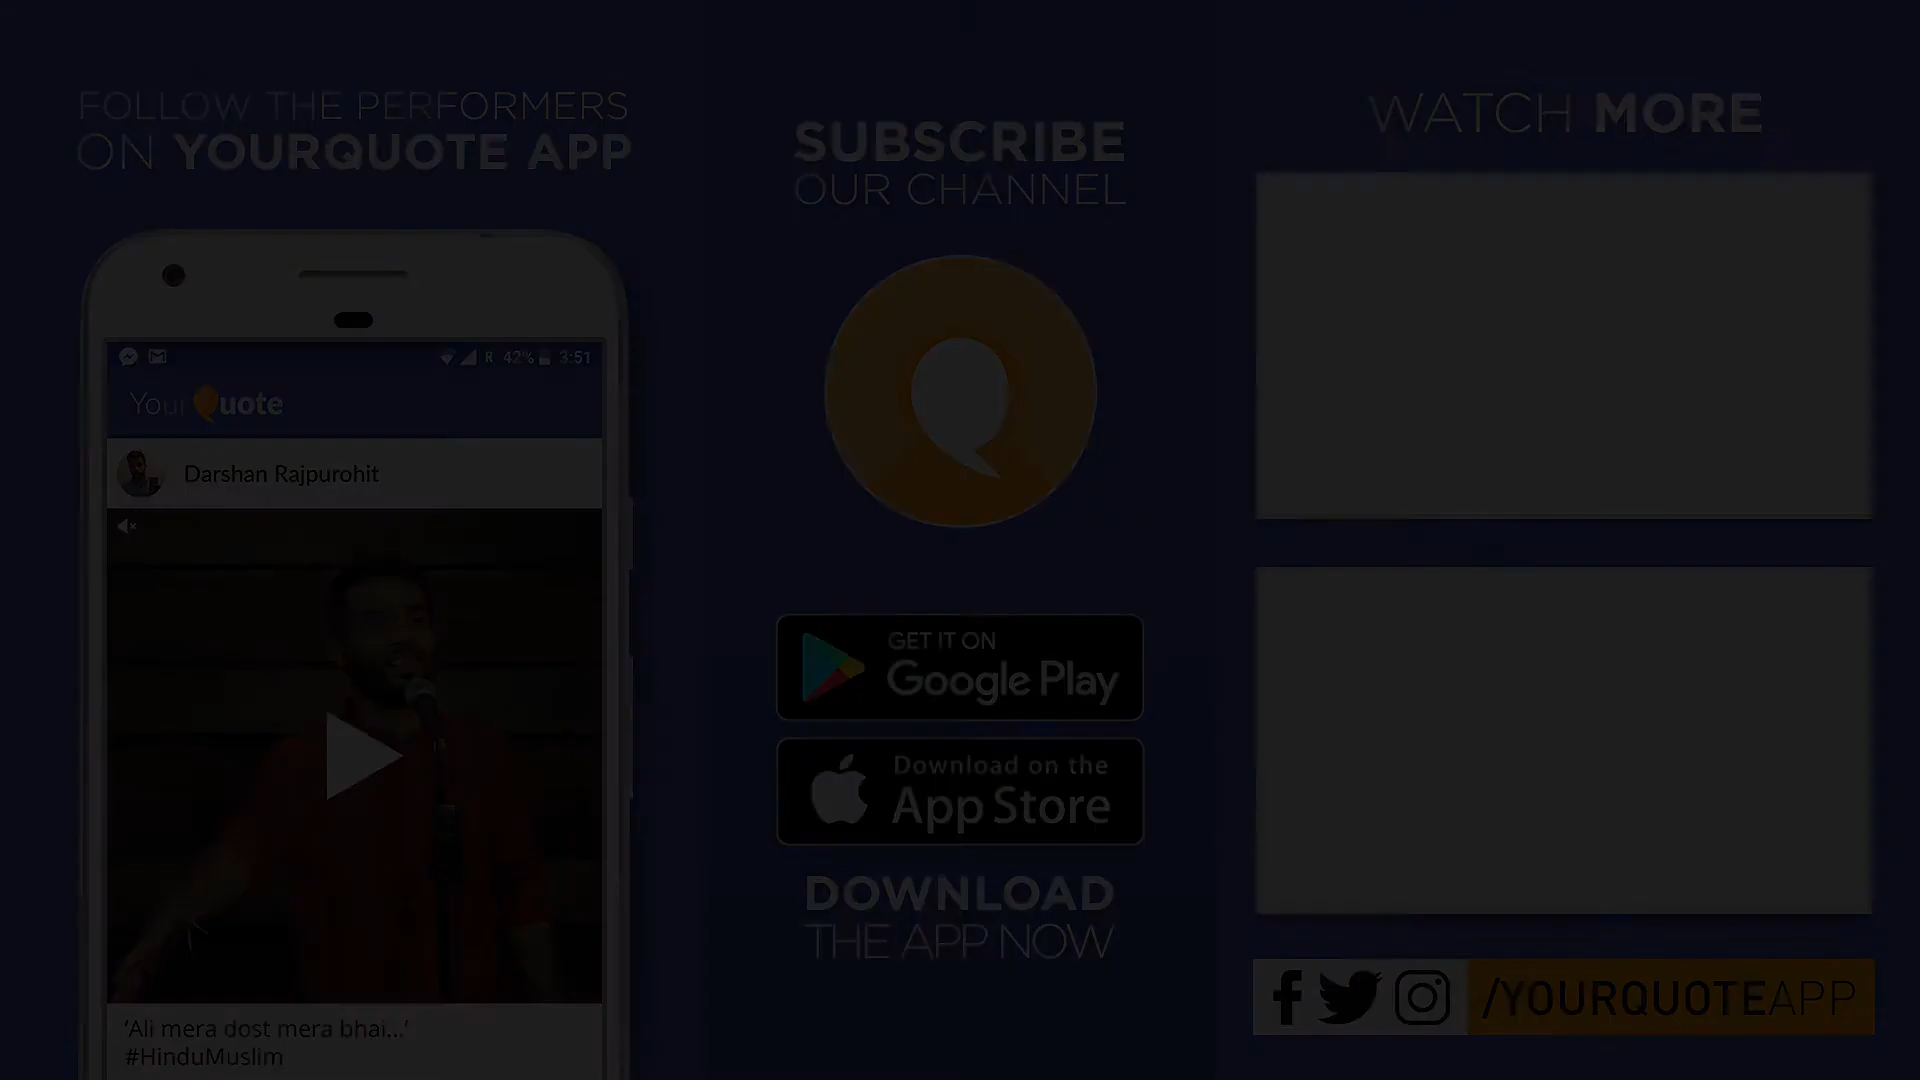 FOLLOW THE PERFORMERS
ON YOURQUOTE APP
R 42% 3:51
YourQuote
Darshan Rajpurohit
'Ali mera dost mera bhai...'
#HinduMuslim
SUBSCRIBE
OUR CHANNEL
GET IT ON
Google Play
Download on the
App Store
DOWNLOAD
THE APP NOW
WATCH MORE
/YOURQUOTEAPP